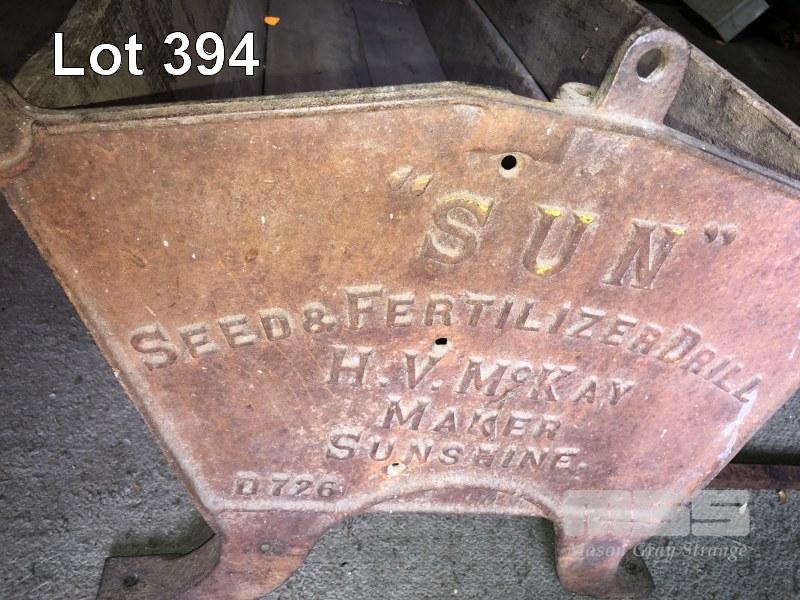 Lot 394
"SUN"
SEED & FERTILIZER DRILL
H.V. McKAY
MAKER
SUNSHINE.
D726
MGS
Mason Gray Strange